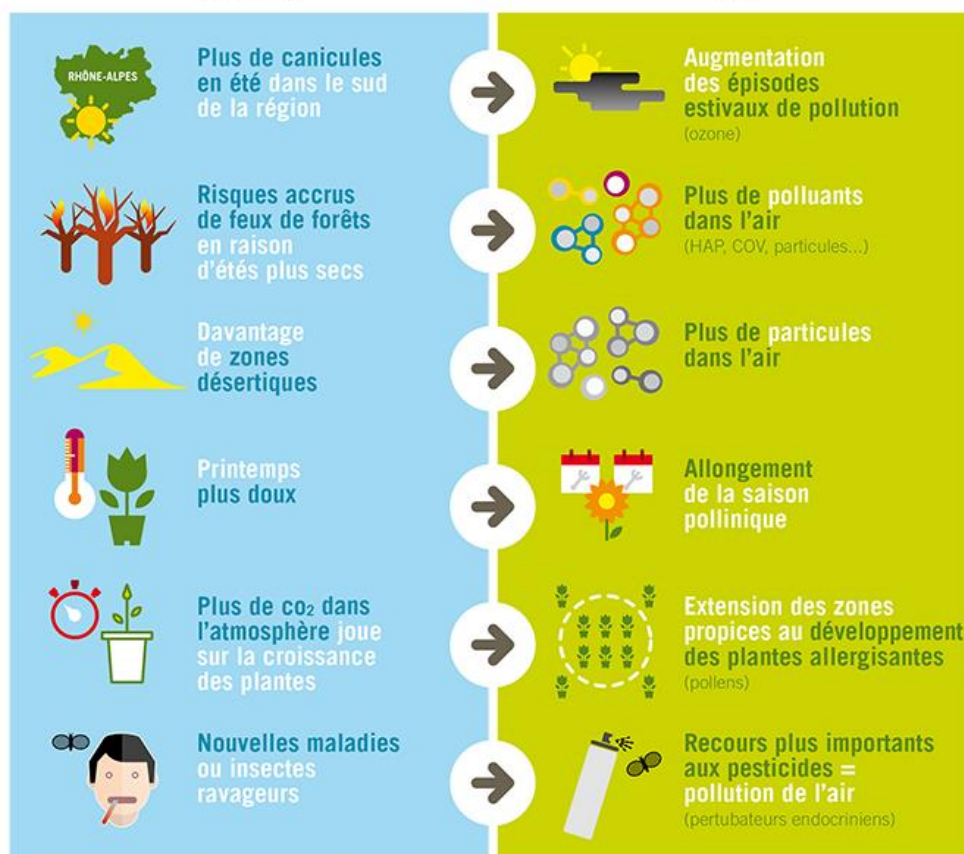 RHÔNE-ALPES
Plus de canicules
en été dans le sud
de la région
Augmentation
des épisodes
estivaux de pollution
(ozone)
Risques accrus
de feux de forêts
en raison
d'étés plus secs
Plus de polluants
dans l'air
(HAP, COV, particules...)
Davantage
de zones
désertiques
Plus de particules
dans l'air
Printemps
plus doux
Allongement
de la saison
pollinique
Plus de co₂ dans
l'atmosphère joue
sur la croissance
des plantes
Extension des zones
propices au développement
des plantes allergisantes
(pollens)
Nouvelles maladies
ou insectes
ravageurs
Recours plus importants
aux pesticides =
pollution de l'air
(pertubateurs endocriniens)